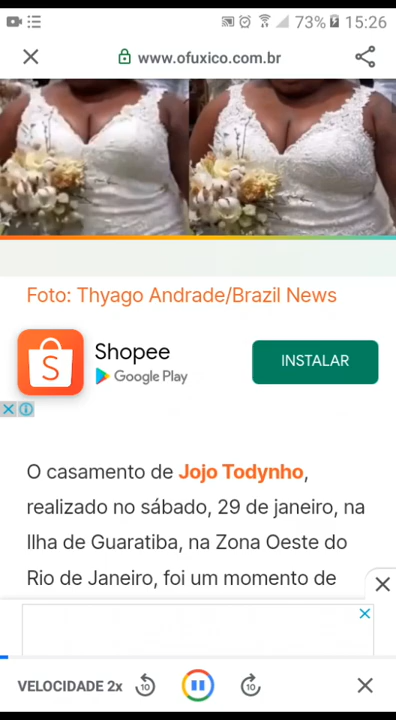 73% 15:26
www.ofuxico.com.br
Foto: Thyago Andrade/Brazil News
Shopee
Google Play
INSTALAR
O casamento de Jojo Todynho,
realizado no sábado, 29 de janeiro, na
Ilha de Guaratiba, na Zona Oeste do
Rio de Janeiro, foi um momento de
VELOCIDADE 2x 10 10